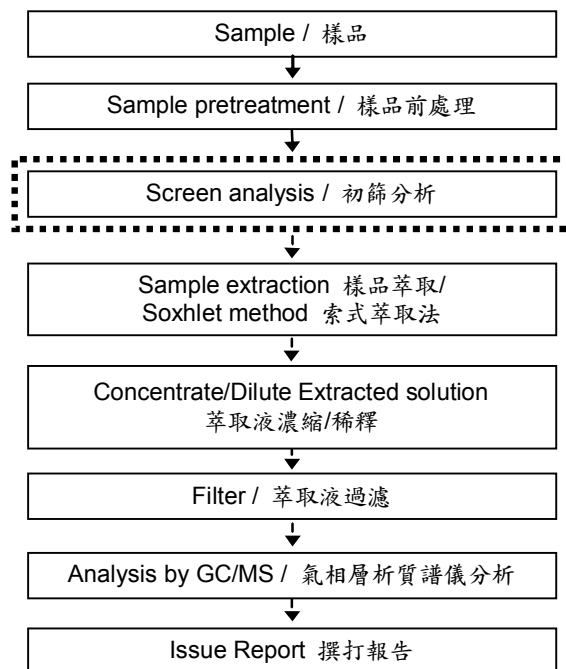 Sample / 樣品
Sample pretreatment / 樣品前處理
Screen analysis / 初篩分析
Sample extraction 樣品萃取/
Soxhlet method 索式萃取法
Concentrate/Dilute Extracted solution
萃取液濃縮/稀釋
Filter / 萃取液過濾
Analysis by GC/MS / 氣相層析質譜儀分析
Issue Report 撰打報告